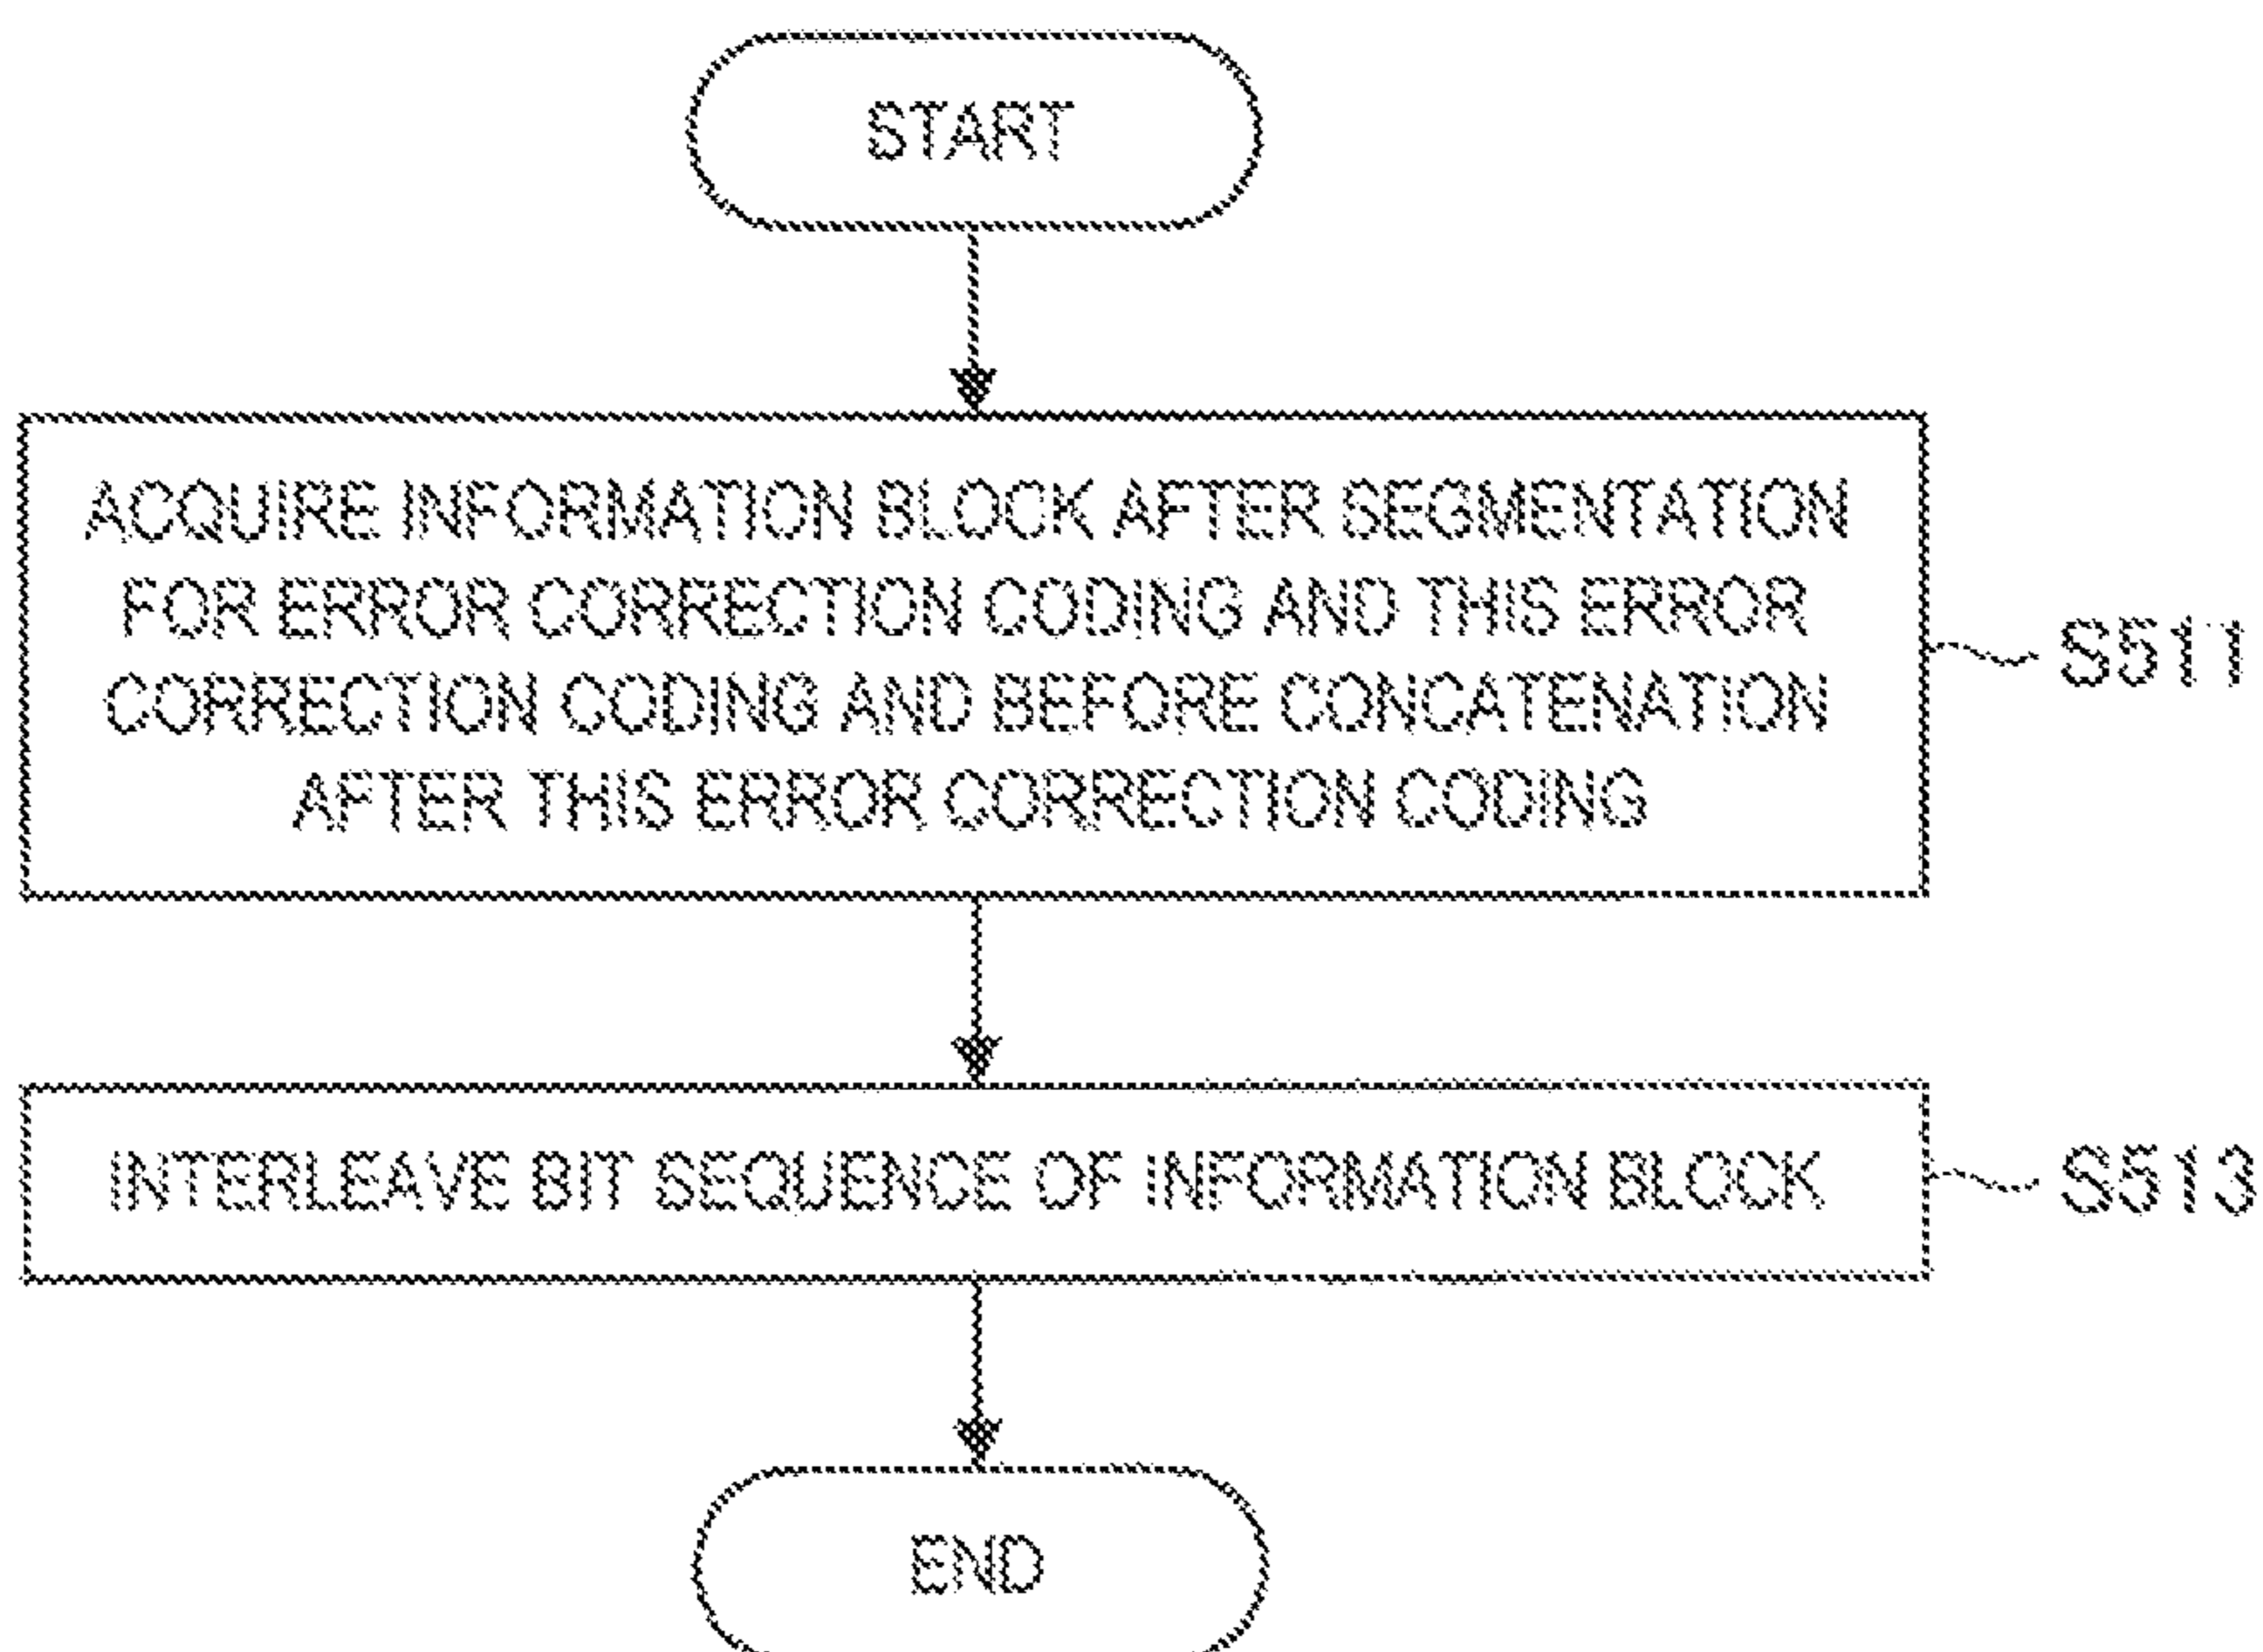 START
ACQUIRE INFORMATION BLOCK AFTER SEGMENTATION
FOR ERROR CORRECTION CODING AND THIS ERROR
CORRECTION CODING AND BEFORE CONCATENATION
AFTER THIS ERROR CORRECTION CODING
S511
INTERLEAVE BIT SEQUENCE OF INFORMATION BLOCK
S513
END